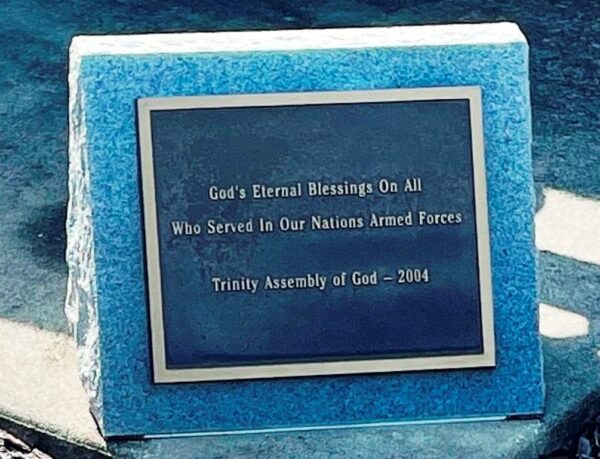 God's Eternal Blessings On All
Who Served In Our Nations Armed Forces
Trinity Assembly of God – 2004